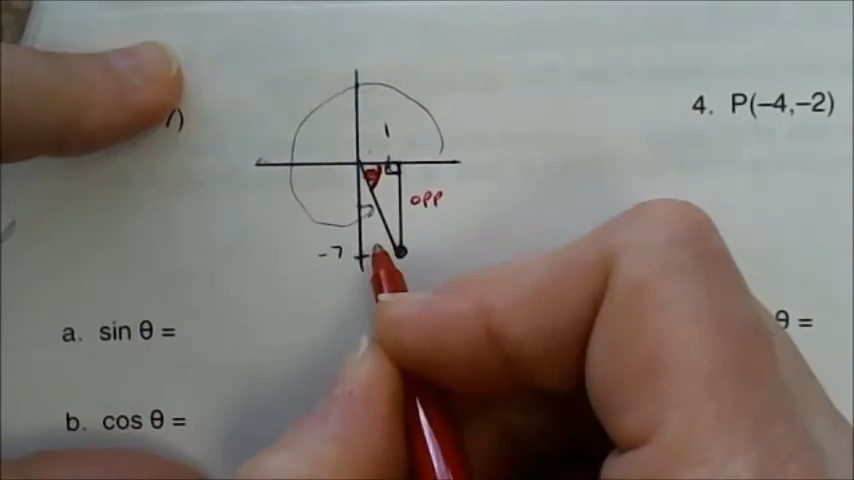 7)
4. P(–4,–2)
1
θ
opp
-7
a. sin θ =
θ =
b. cos θ =